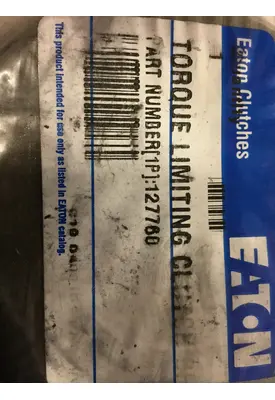 Eaton Clutches
EATON
TORQUE LIMITING
PART NUMBER(1P):127760
This product intended for use only as listed in EATON catalog.